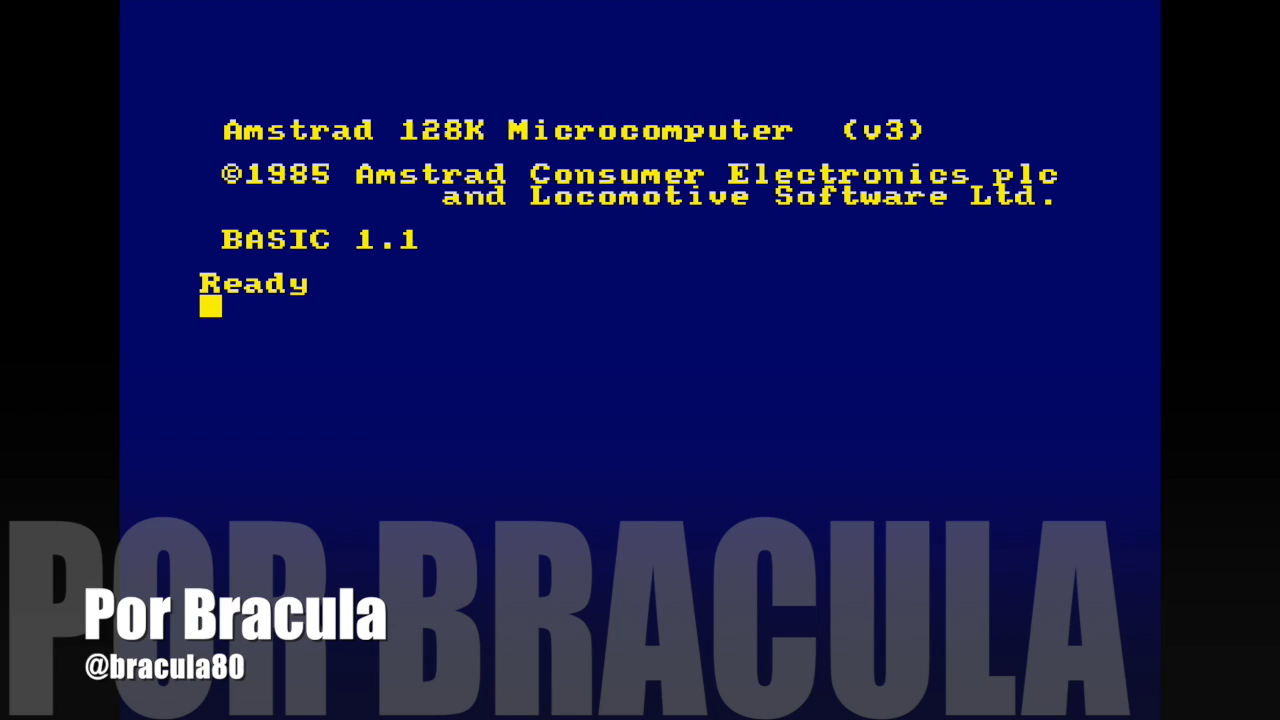 Amstrad 128K Microcomputer (v3)
©1985 Amstrad Consumer Electronics plc
and Locomotive Software Ltd.
BASIC 1.1
Ready
POR BRACULA
Por Bracula
@bracula80